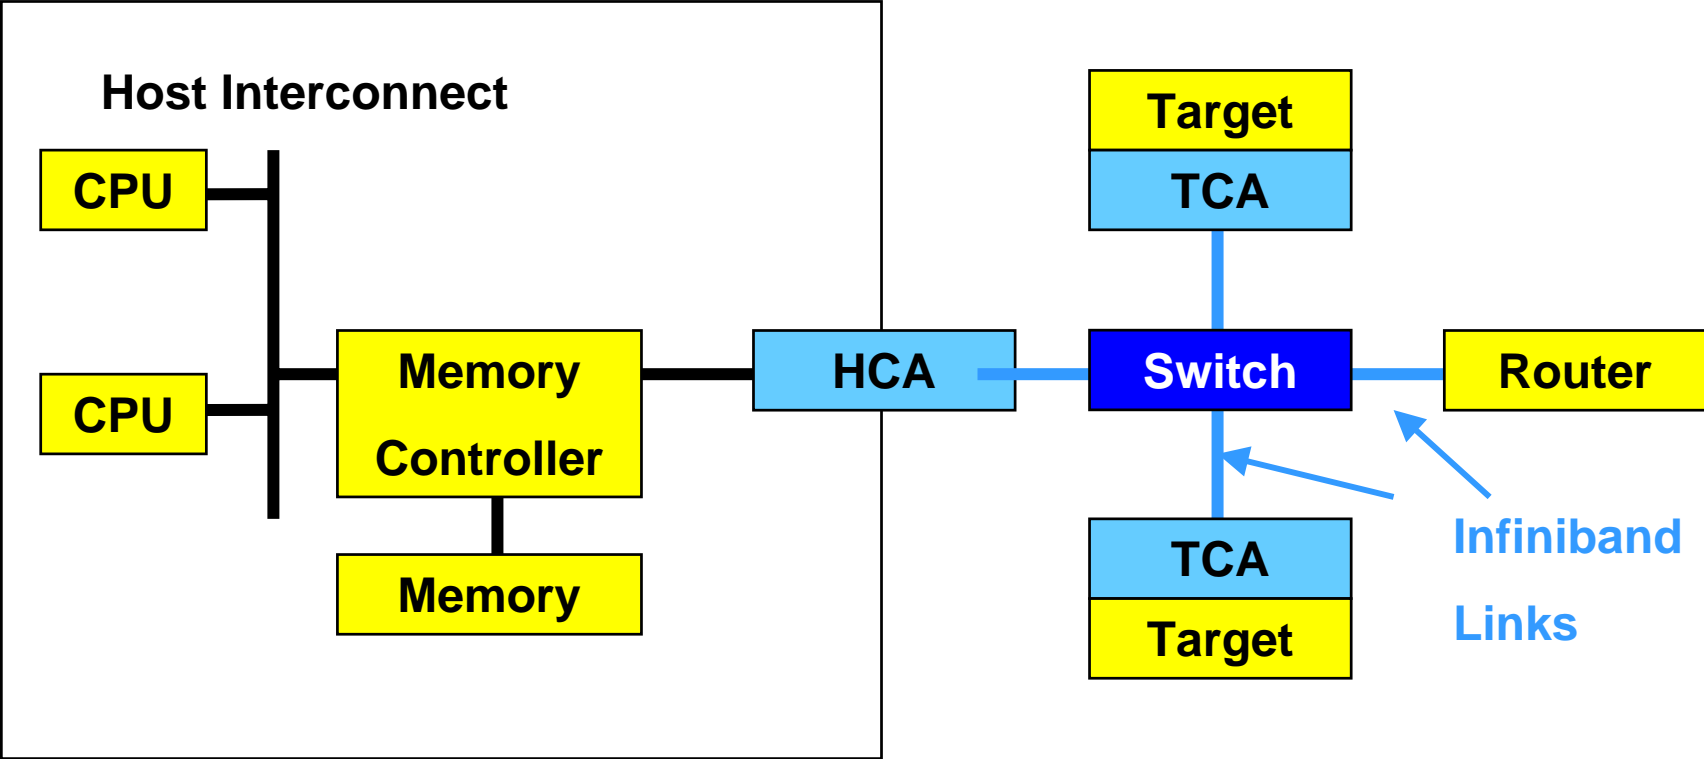 Host Interconnect
CPU
CPU
Memory
Controller
Memory
HCA
Target
TCA
Switch
Router
TCA
Target
Infiniband
Links